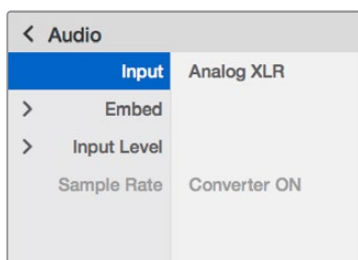 < Audio
Input Analog XLR
> Embed
> Input Level
Sample Rate Converter ON